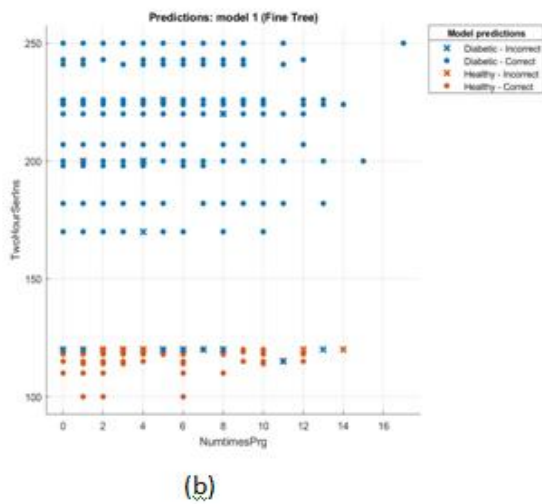 Predictions: model 1 (Fine Tree)
Model predictions
Diabetic - Incorrect
Diabetic - Correct
Healthy - Incorrect
Healthy - Correct
250
200
150
100
TwoHourSerIns
0 2 4 6 8 10 12 14 16
NumtimesPrg
(b)